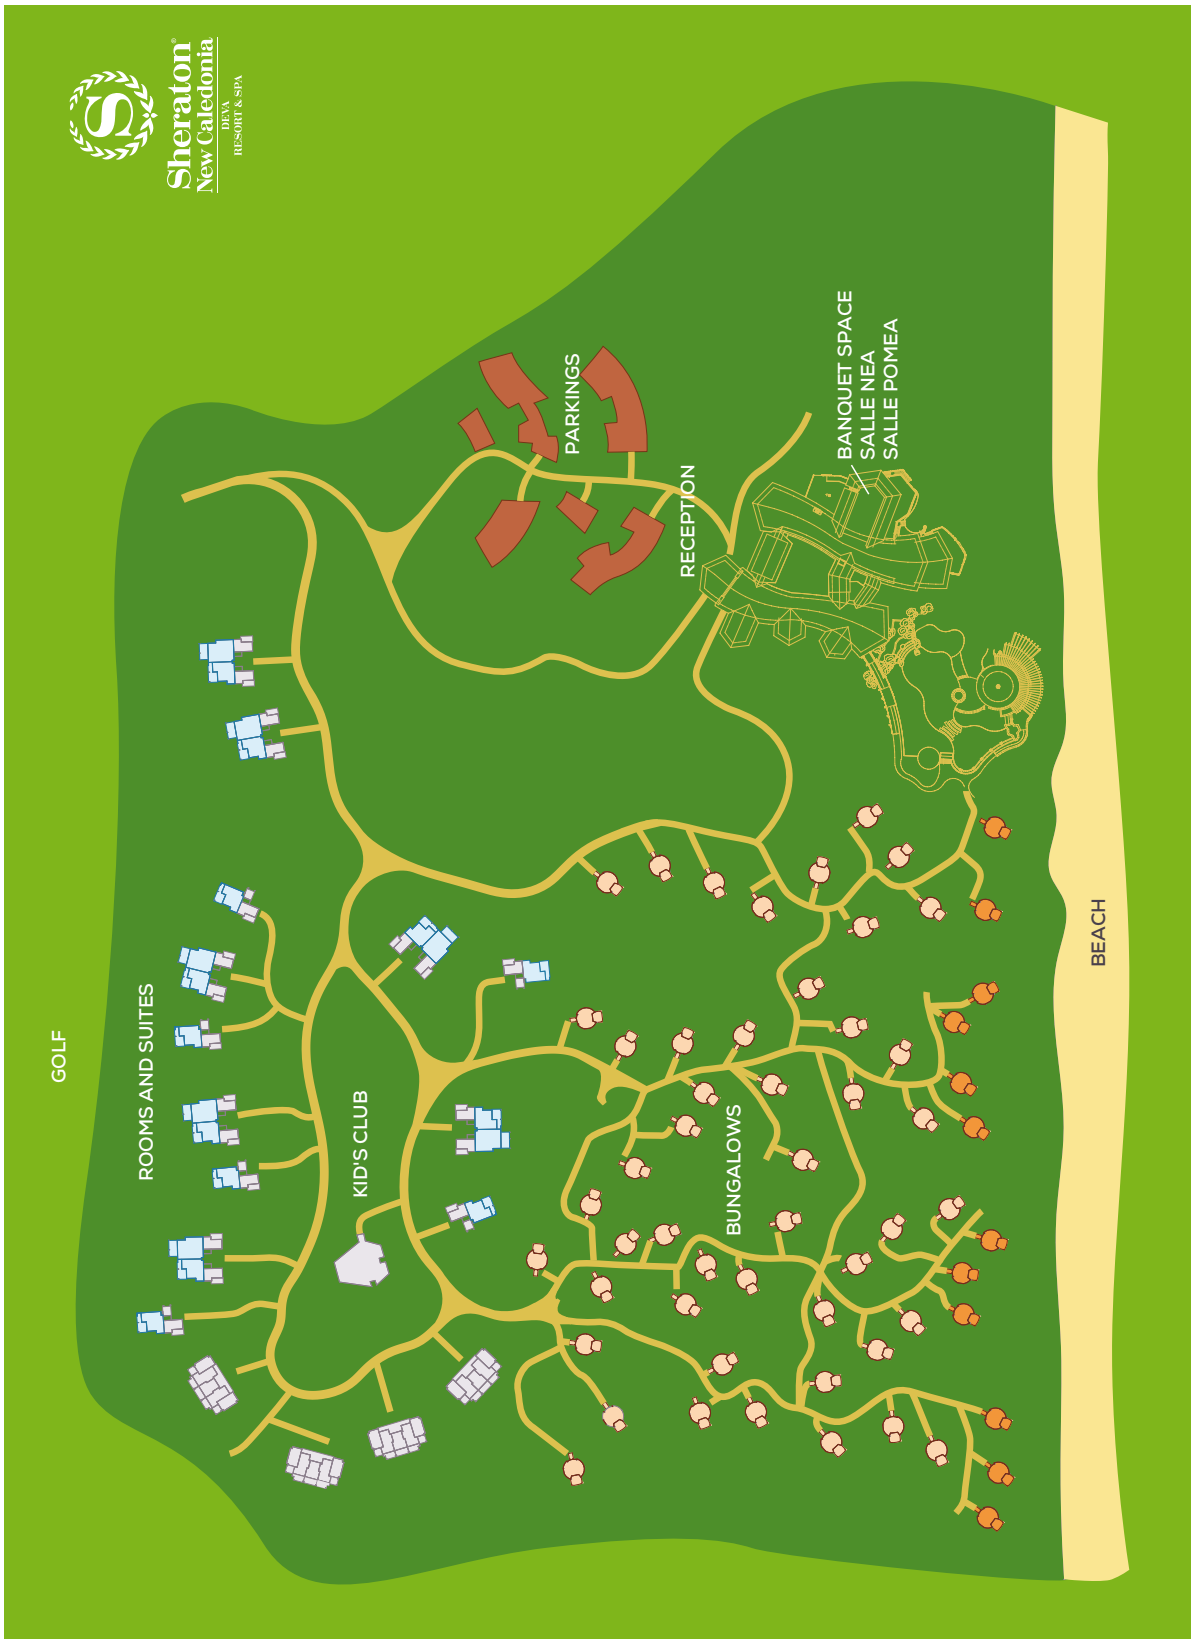 Sheraton®
New Caledonia
DEVA
RESORT & SPA
GOLF
ROOMS AND SUITES
KID'S CLUB
PARKINGS
RECEPTION
BANQUET SPACE
SALLE NEA
SALLE POMEA
BUNGALOWS
BEACH